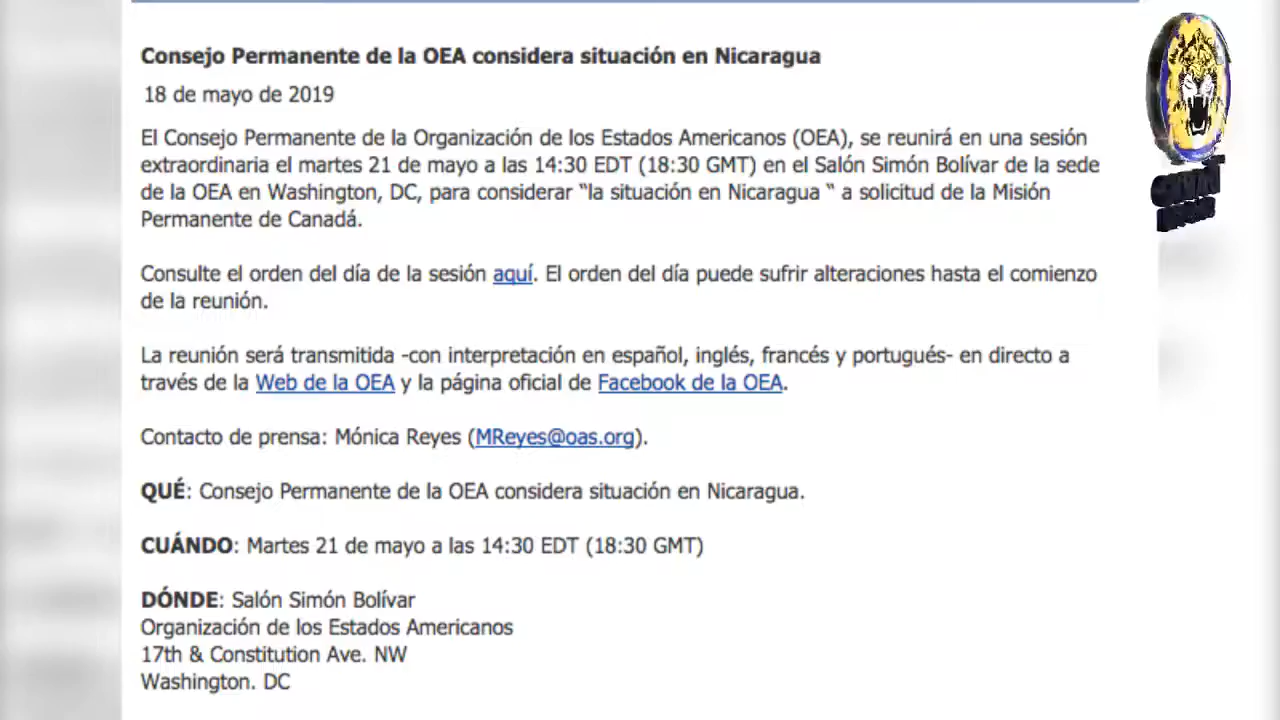 Consejo Permanente de la OEA considera situación en Nicaragua
18 de mayo de 2019
El Consejo Permanente de la Organización de los Estados Americanos (OEA), se reunirá en una sesión
extraordinaria el martes 21 de mayo a las 14:30 EDT (18:30 GMT) en el Salón Simón Bolívar de la sede
de la OEA en Washington, DC, para considerar “la situación en Nicaragua “ a solicitud de la Misión
Permanente de Canadá.
Consulte el orden del día de la sesión aquí. El orden del día puede sufrir alteraciones hasta el comienzo
de la reunión.
La reunión será transmitida -con interpretación en español, inglés, francés y portugués- en directo a
través de la Web de la OEA y la página oficial de Facebook de la OEA.
Contacto de prensa: Mónica Reyes (MReyes@oas.org).
QUÉ: Consejo Permanente de la OEA considera situación en Nicaragua.
CUÁNDO: Martes 21 de mayo a las 14:30 EDT (18:30 GMT)
DÓNDE: Salón Simón Bolívar
Organización de los Estados Americanos
17th & Constitution Ave. NW
Washington. DC